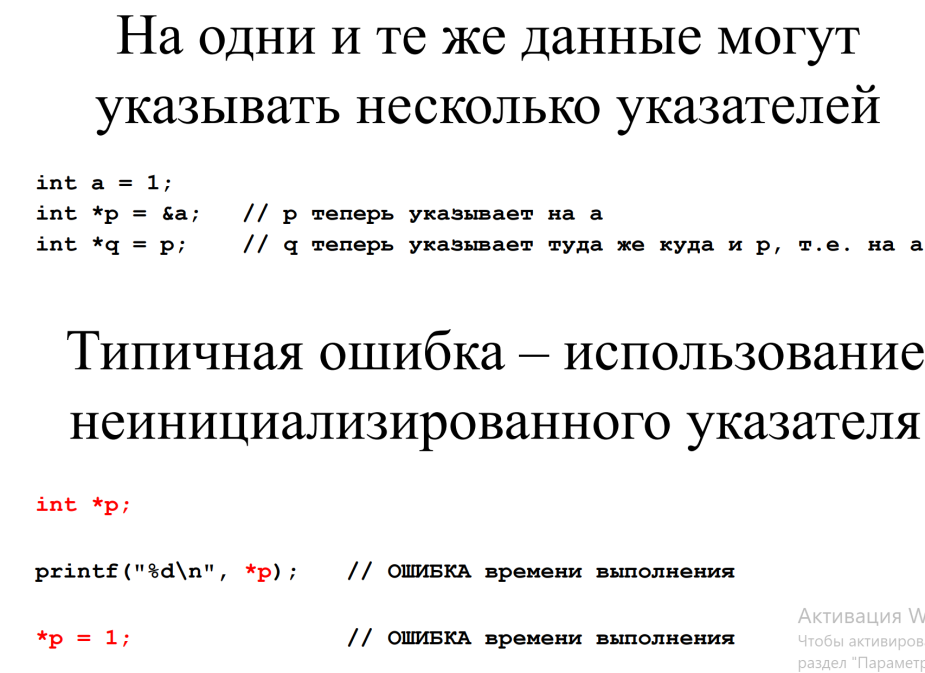 На одни и те же данные могут
указывать несколько указателей
int a = 1;
int *p = &a;   // p теперь указывает на a
int *q = p;    // q теперь указывает туда же куда и p, т.е. на a
Типичная ошибка – использование
неинициализированного указателя
int *p;
printf("%d\n", *p);   // ОШИБКА времени выполнения
*p = 1;   // ОШИБКА времени выполнения
Активация W
Чтобы активиров
раздел "Параметр